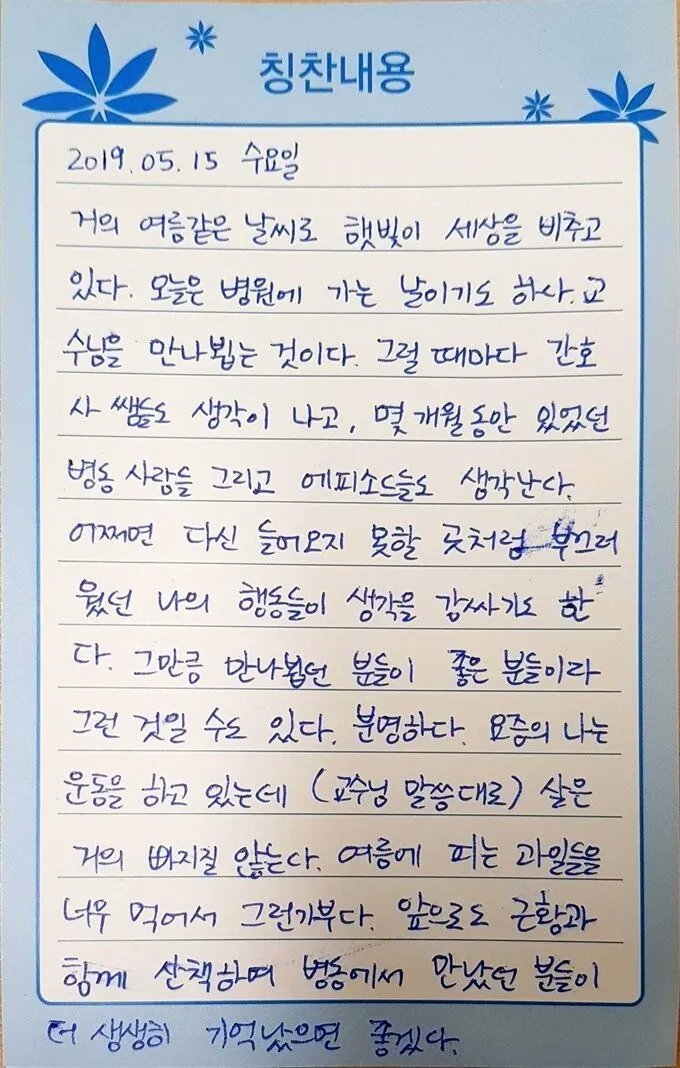 칭찬내용
2019.05.15 수요일
거의 여름같은 날씨로 햇빛이 세상을 비추고
있다. 오늘은 병원에 가는 날이기도 하사. 교
수님을 만나뵙는 것이다. 그럴 때마다 간호
사 쌤들도 생각이 나고, 몇 개월 동안 있었던
병동 사람들 그리고 에피소드들도 생각난다.
어쩌면 다신 들어오지 못할 곳처럼 부끄러
웠던 나의 행동들이 생각을 감싸기도 한
다. 그만큼 만나뵙던 분들이 좋은 분들이라
그런 것일 수도 있다. 분명하다. 요즘의 나는
운동을 하고 있는데 (교수님 말씀대로) 살은
거의 빠지질 않는다. 여름에 피는 과일들을
너무 먹어서 그런가부다. 앞으로도 근황과
함께 산책하며 병동에서 만났던 분들이
더 생생히 기억났으면 좋겠다.